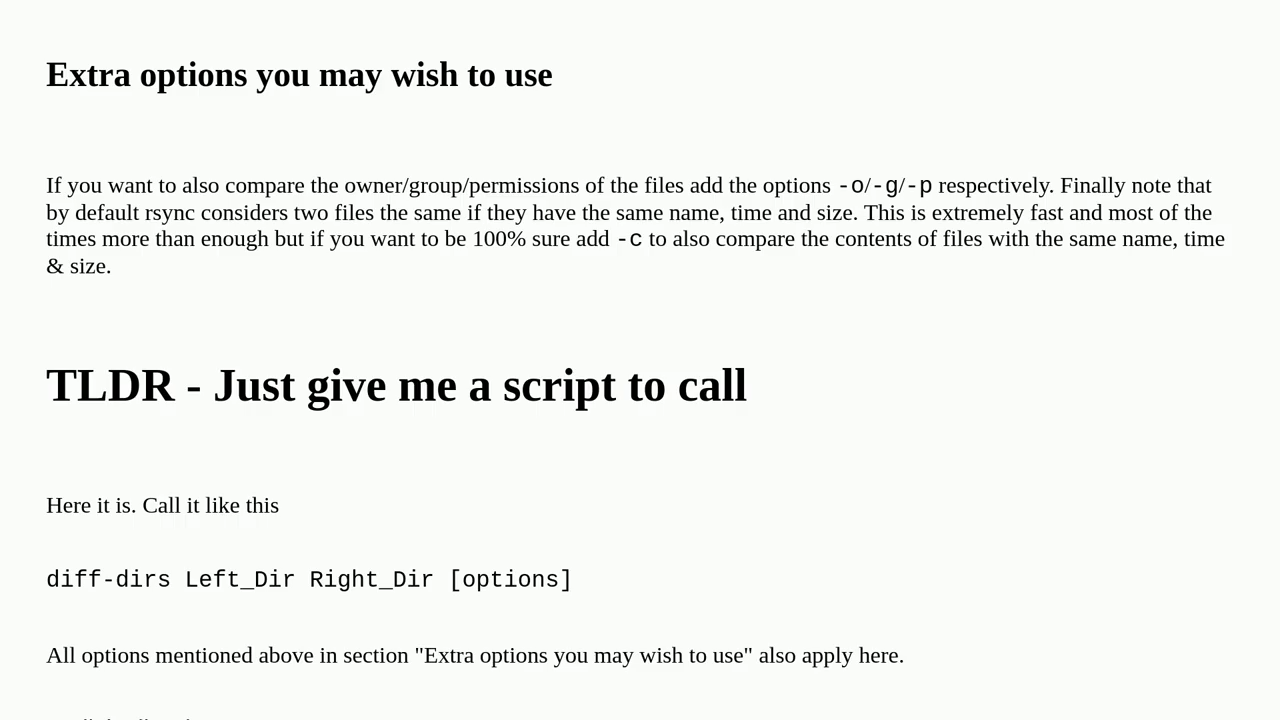 Extra options you may wish to use
If you want to also compare the owner/group/permissions of the files add the options -o/-g/-p respectively. Finally note that
by default rsync considers two files the same if they have the same name, time and size. This is extremely fast and most of the
times more than enough but if you want to be 100% sure add -c to also compare the contents of files with the same name, time
& size.
TLDR - Just give me a script to call
Here it is. Call it like this
diff-dirs Left_Dir Right_Dir [options]
All options mentioned above in section "Extra options you may wish to use" also apply here.